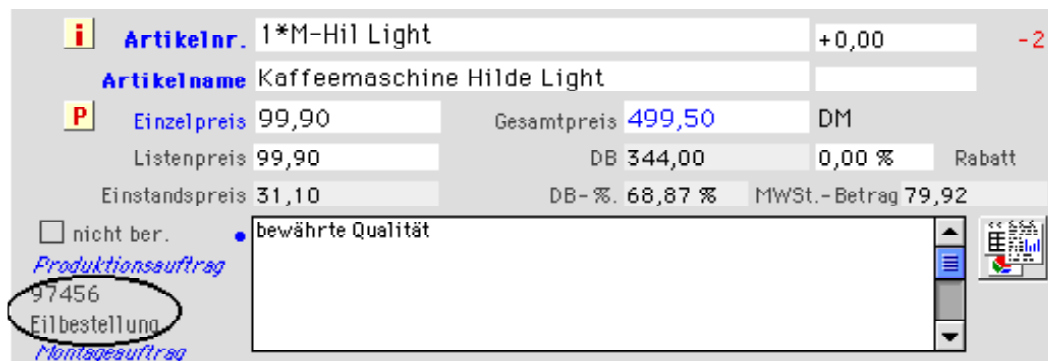 i Artikelnr. 1*M-Hil Light +0,00 -2
Artikelname Kaffeemaschine Hilde Light
P Einzelpreis 99,90 Gesamtpreis 499,50 DM
Listenpreis 99,90 DB 344,00 0,00 % Rabatt
Einstandspreis 31,10 DB-%. 68,87 % MWSt.-Betrag 79,92
nicht ber. bewährte Qualität
Produktionsauftrag
97456
Eilbestellung
Montageauftrag